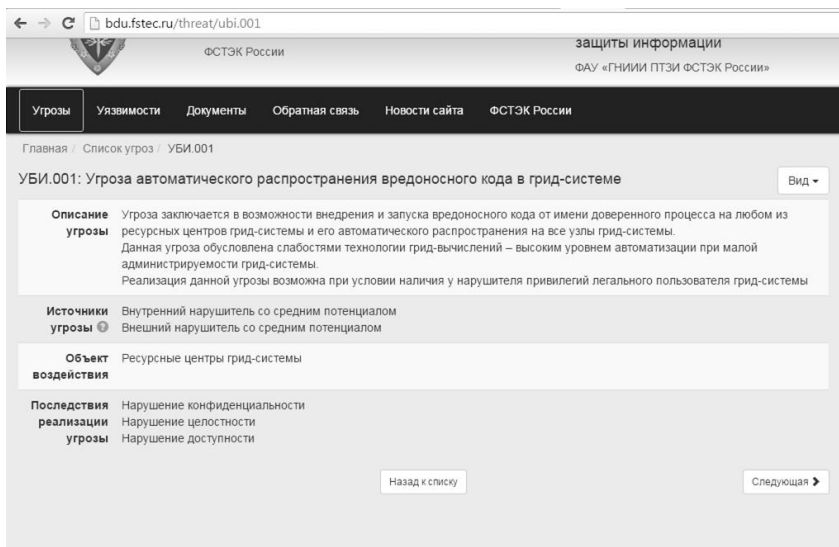 bdu.fstec.ru/threat/ubi.001
ФСТЭК России
защиты информации
ФАУ «ГНИИИ ПТЗИ ФСТЭК России»
Угрозы Уязвимости Документы Обратная связь Новости сайта ФСТЭК России
Главная / Список угроз / УБИ.001
УБИ.001: Угроза автоматического распространения вредоносного кода в грид-системе
Вид
Описание угрозы
Угроза заключается в возможности внедрения и запуска вредоносного кода от имени доверенного процесса на любом из
ресурсных центров грид-системы и его автоматического распространения на все узлы грид-системы.
Данная угроза обусловлена слабостями технологии грид-вычислений – высоким уровнем автоматизации при малой
администрируемости грид-системы.
Реализация данной угрозы возможна при условии наличия у нарушителя привилегий легального пользователя грид-системы
Источники
угрозы ?
Внутренний нарушитель со средним потенциалом
Внешний нарушитель со средним потенциалом
Объект
воздействия
Ресурсные центры грид-системы
Последствия
реализации
угрозы
Нарушение конфиденциальности
Нарушение целостности
Нарушение доступности
Назад к списку
Следующая